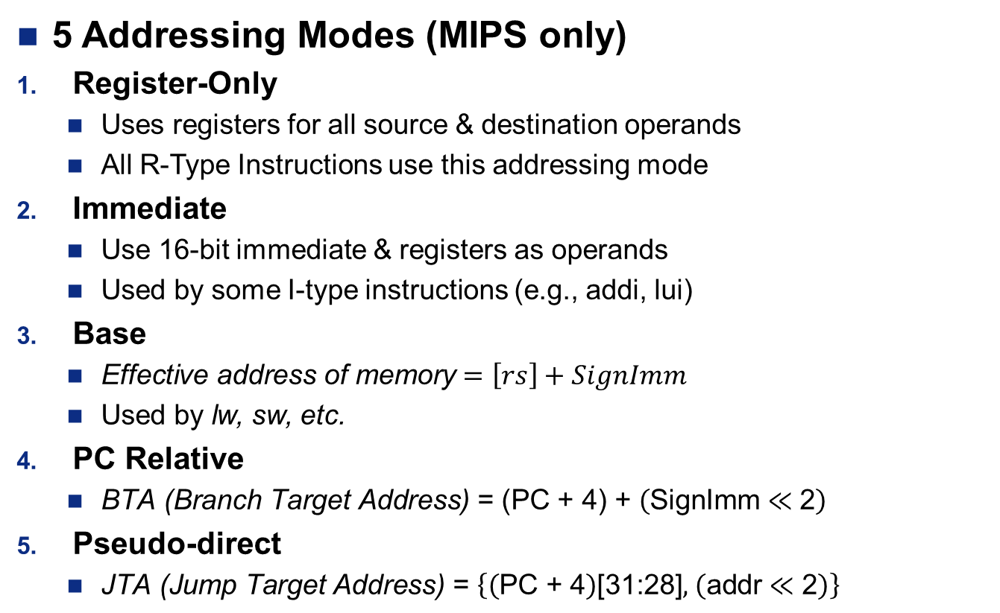 ■ 5 Addressing Modes (MIPS only)
1. Register-Only
■ Uses registers for all source & destination operands
■ All R-Type Instructions use this addressing mode
2. Immediate
■ Use 16-bit immediate & registers as operands
■ Used by some I-type instructions (e.g., addi, lui)
3. Base
■ Effective address of memory = [rs] + SignImm
■ Used by lw, sw, etc.
4. PC Relative
■ BTA (Branch Target Address) = (PC + 4) + (SignImm ≪ 2)
5. Pseudo-direct
■ JTA (Jump Target Address) = {(PC + 4)[31:28], (addr ≪ 2)}